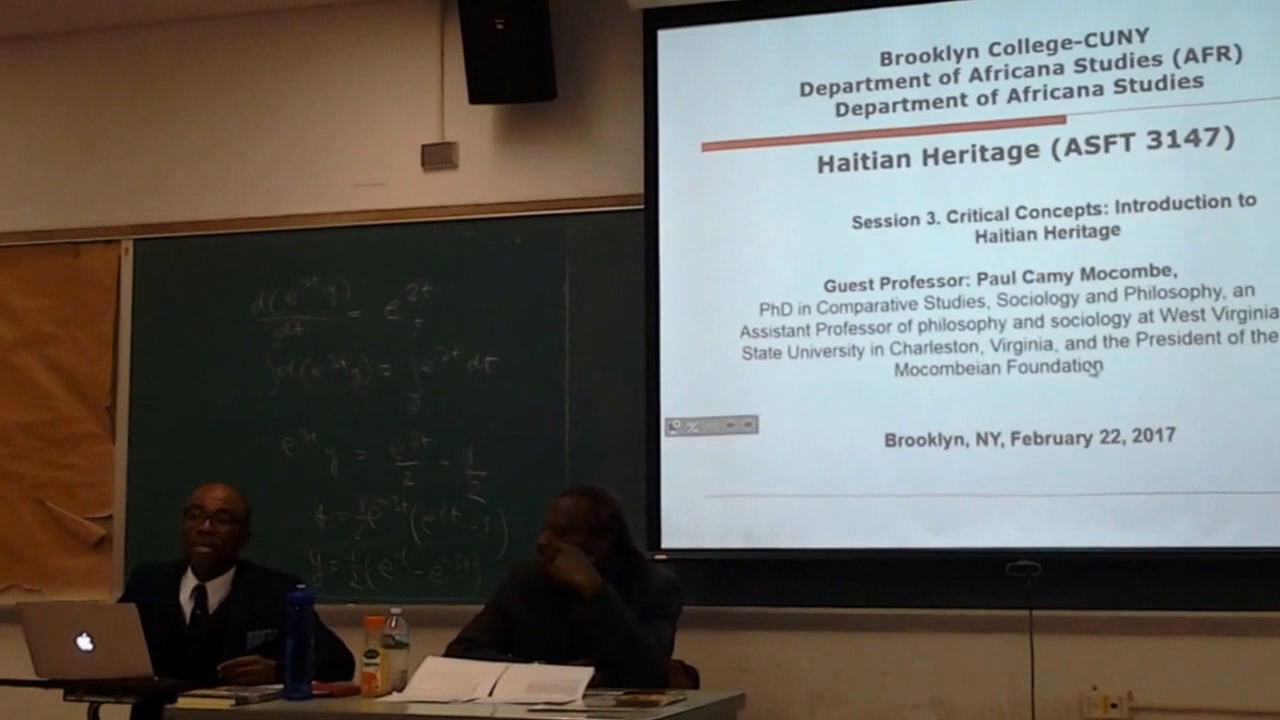 Brooklyn College-CUNY
Department of Africana Studies (AFR)
Department of Africana Studies
Haitian Heritage (ASFT 3147)
Session 3. Critical Concepts: Introduction to
Haitian Heritage
Guest Professor: Paul Camy Mocombe,
PhD in Comparative Studies, Sociology and Philosophy, an
Assistant Professor of philosophy and sociology at West Virginia
State University in Charleston, Virginia, and the President of the
Mocombeian Foundation
Brooklyn, NY, February 22, 2017